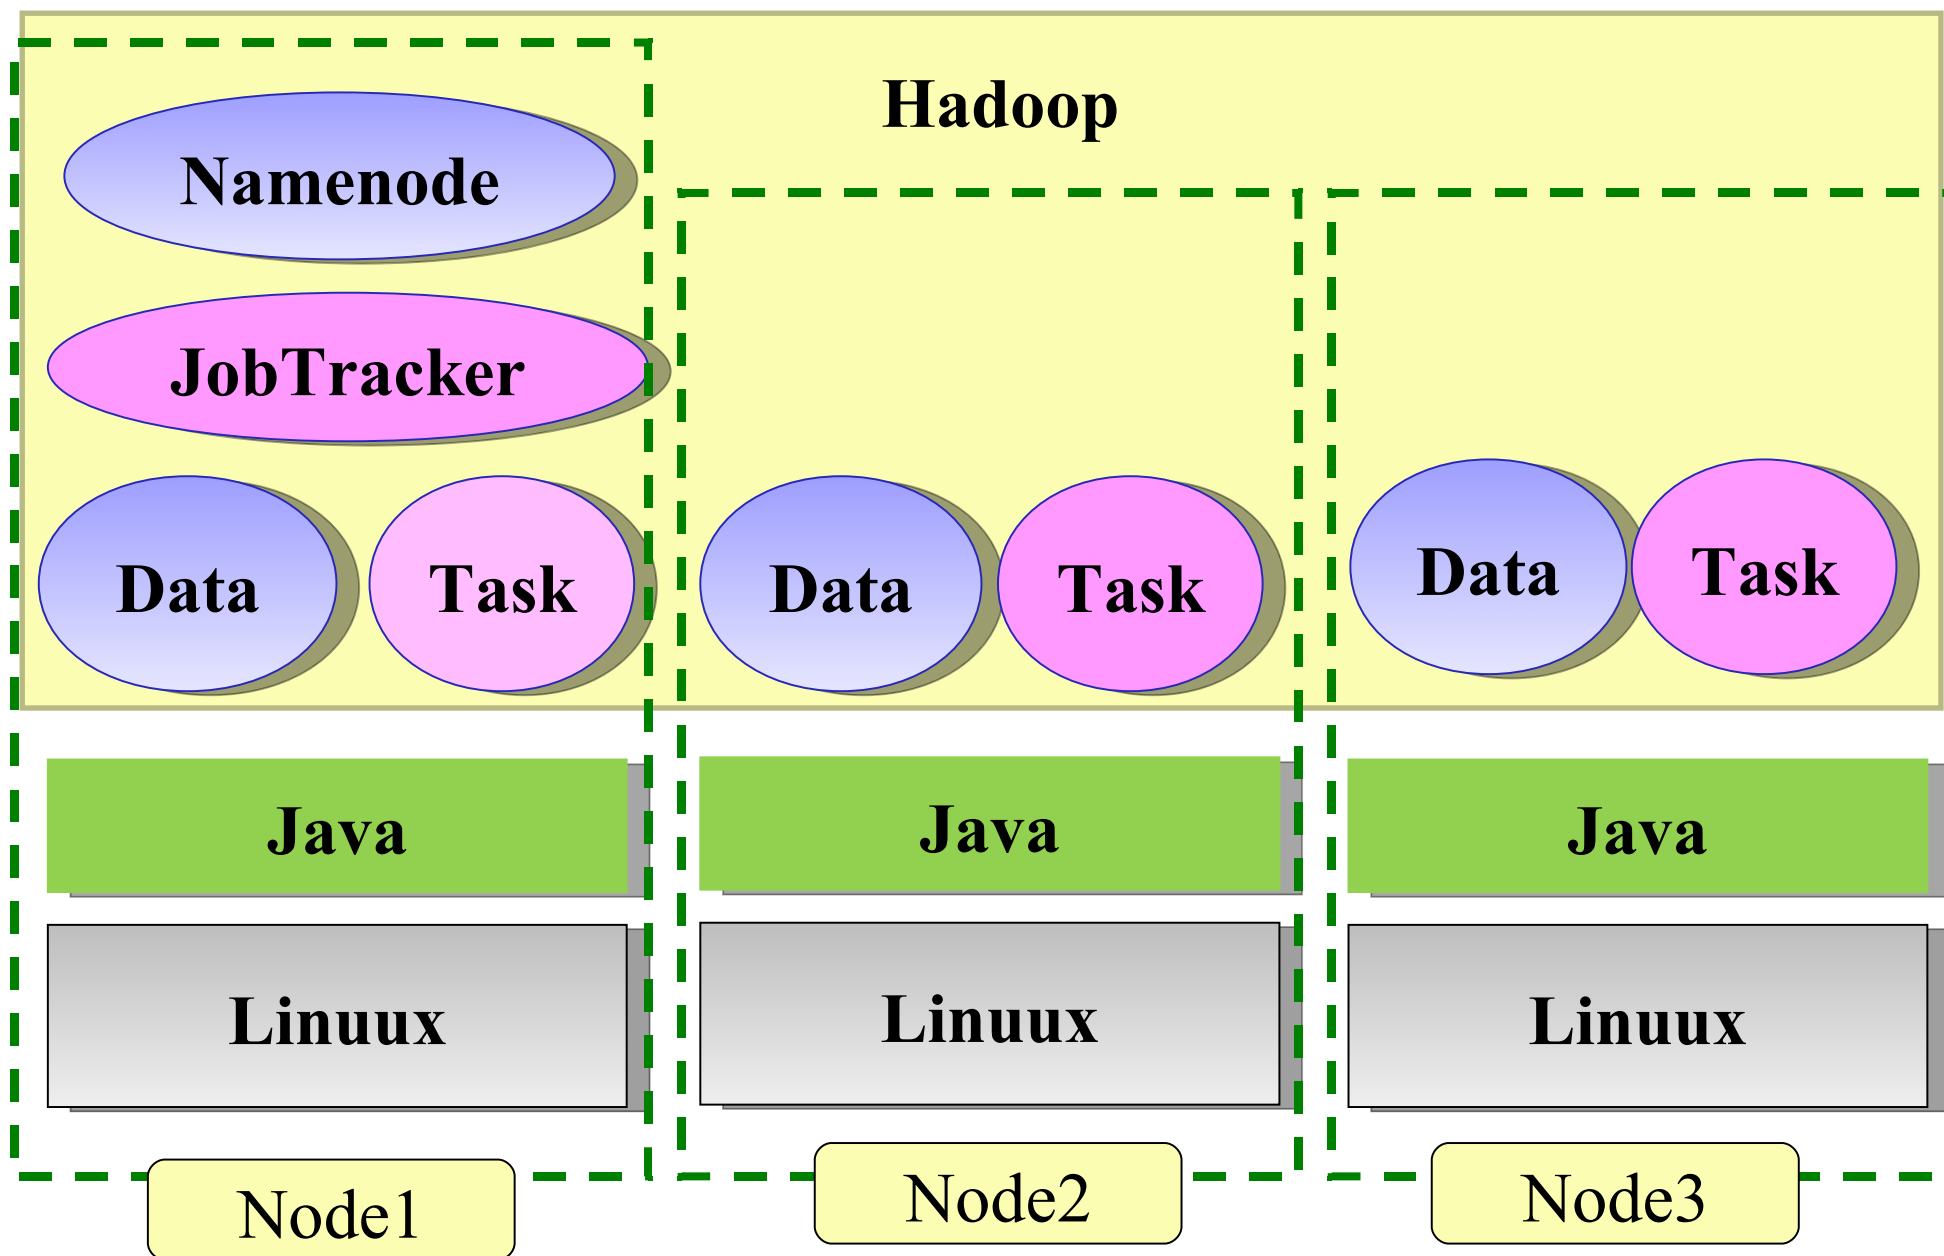 Hadoop
Namenode
JobTracker
Data
Task
Data
Task
Data
Task
Java
Java
Java
Linuux
Linuux
Linuux
Node1
Node2
Node3